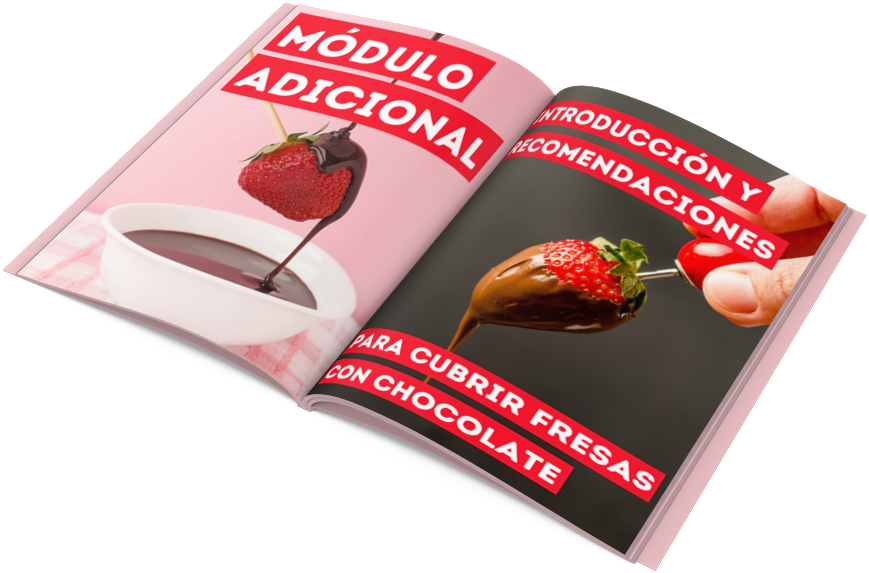 MÓDULO
ADICIONAL
INTRODUCCIÓN Y
RECOMENDACIONES
PARA CUBRIR FRESAS
CON CHOCOLATE